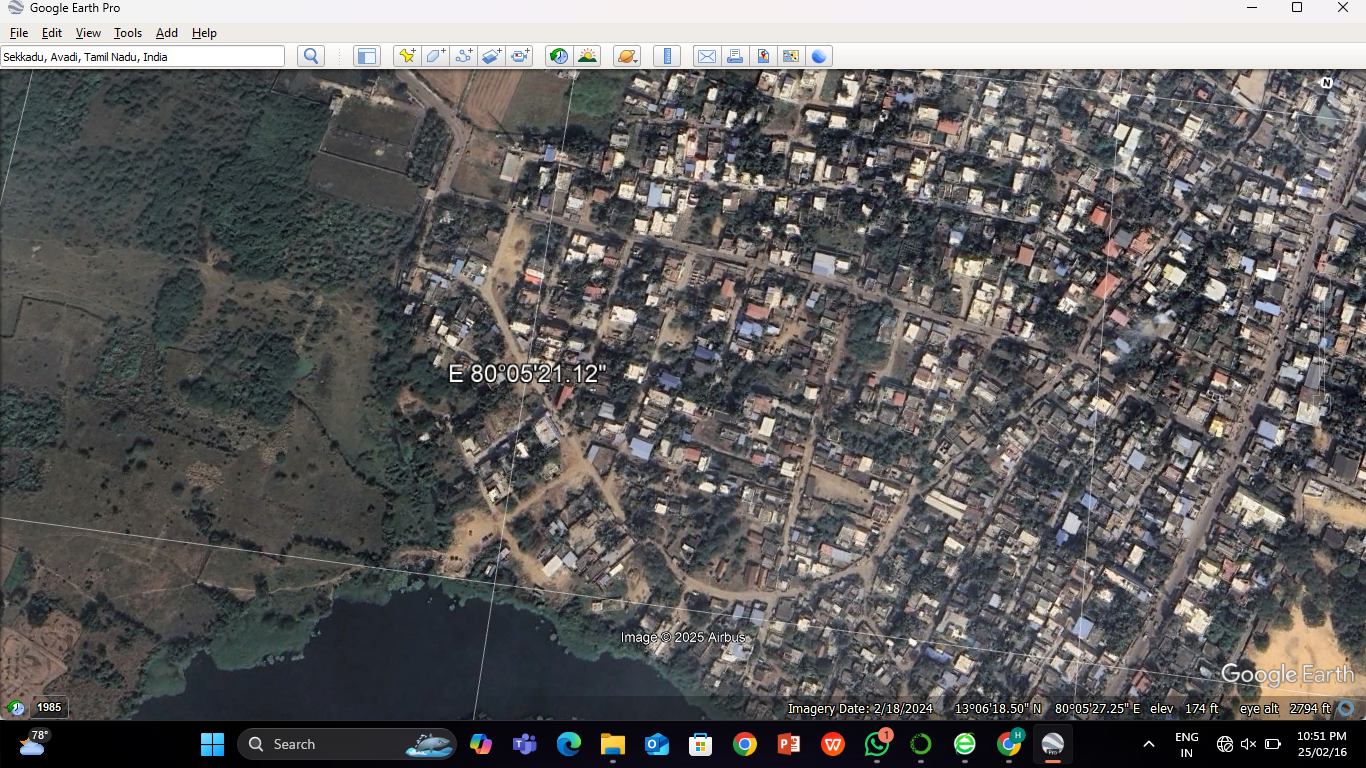 Google Earth Pro
File Edit View Tools Add Help
Sekkadu, Avadi, Tamil Nadu, India
N
E 80°05'21.12"
Image © 2025 Airbus
Google Earth
1985
Imagery Date: 2/18/2024 13°06'18.50" N 80°05'27.25" E elev 174 ft eye alt 2794 ft
78°
Search
1
H
Pro
ENG
IN
10:51 PM
25/02/16